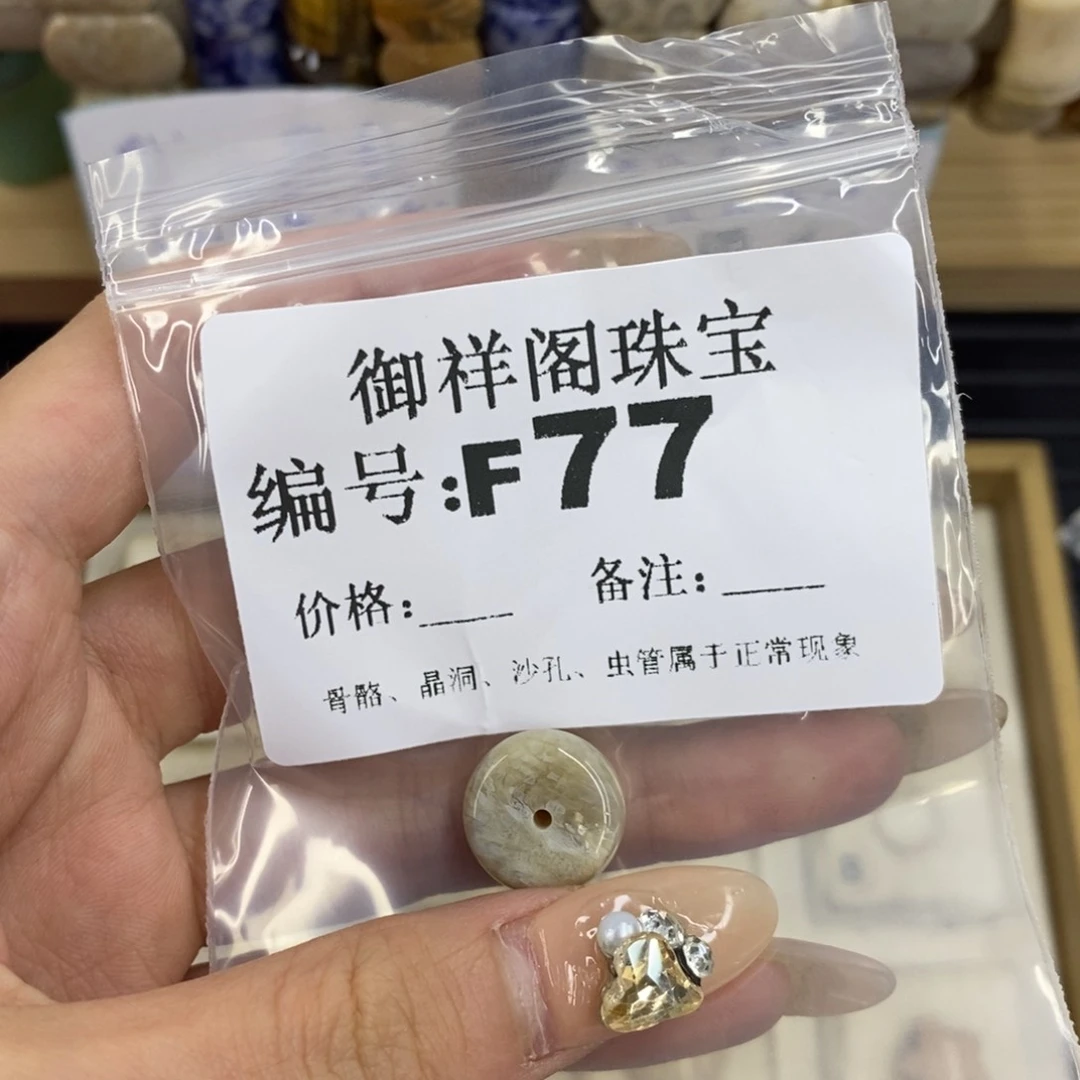 御祥阁珠宝
编号:F77
价格:____ 备注:_____
骨骼、晶洞、沙孔、虫管属于正常现象